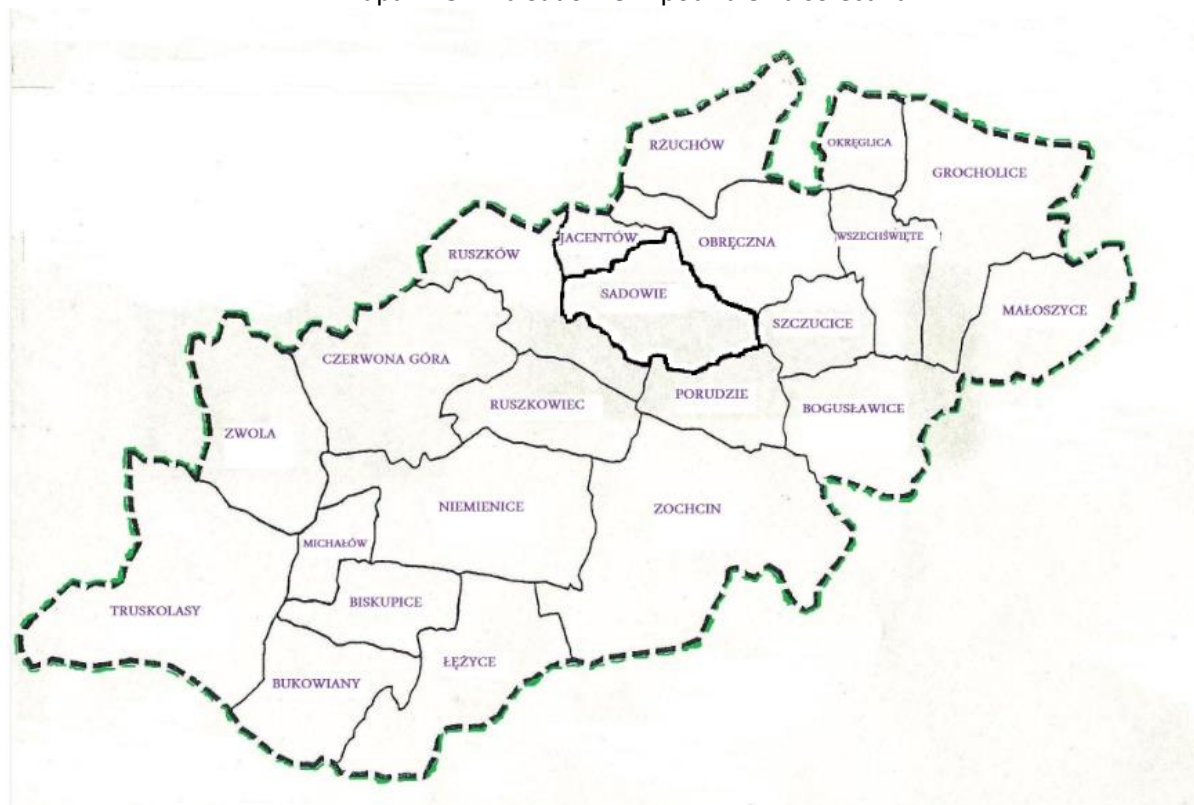 RŻUCHÓW
OKRĘGLICA
GROCHOLICE
JACENTÓW
OBRĘCZNA
WSZECHŚWIĘTE
RUSZKÓW
SADOWIE
SZCZUCICE
MAŁOSZYCE
CZERWONA GÓRA
RUSZKOWIEC
PORUDZIE
BOGUSŁAWICE
ZWOLA
NIEMIENICE
ZOCHCIN
MICHAŁÓW
TRUSKOLASY
BISKUPICE
ŁĘŻYCE
BUKOWIANY